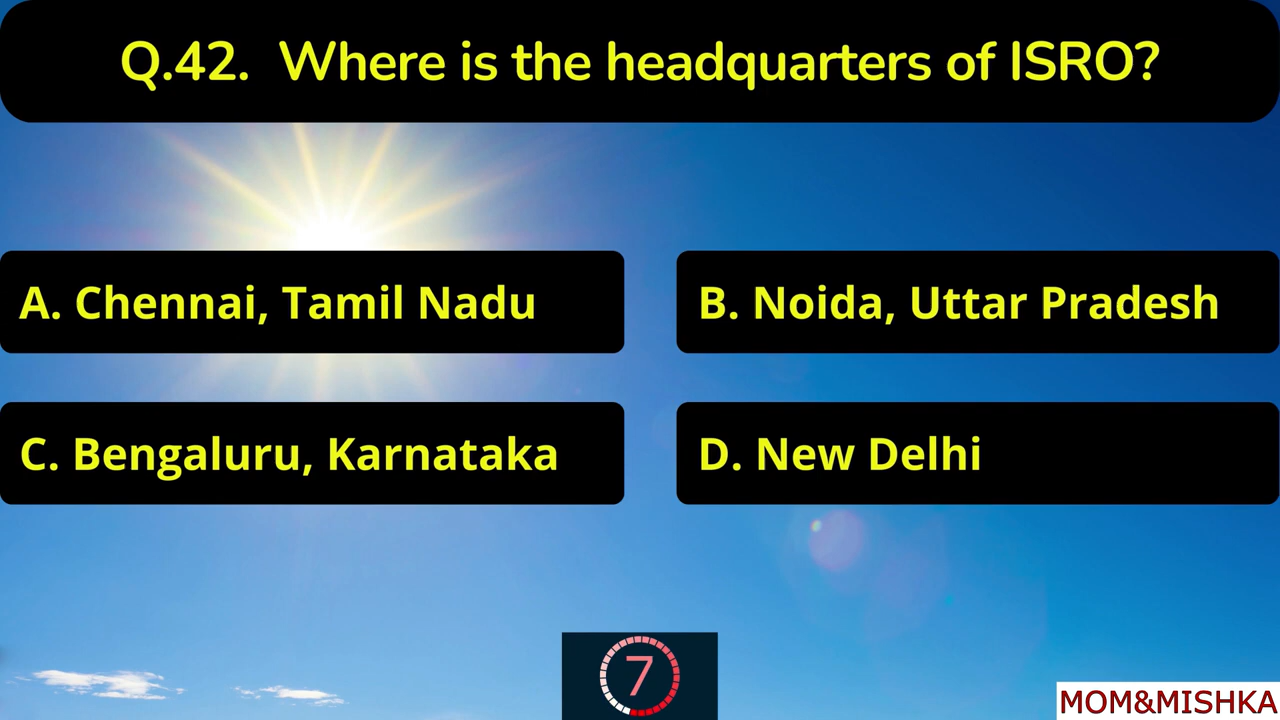 Q.42. Where is the headquarters of ISRO?
A. Chennai, Tamil Nadu
B. Noida, Uttar Pradesh
C. Bengaluru, Karnataka
D. New Delhi
7
MOM&MISHKA